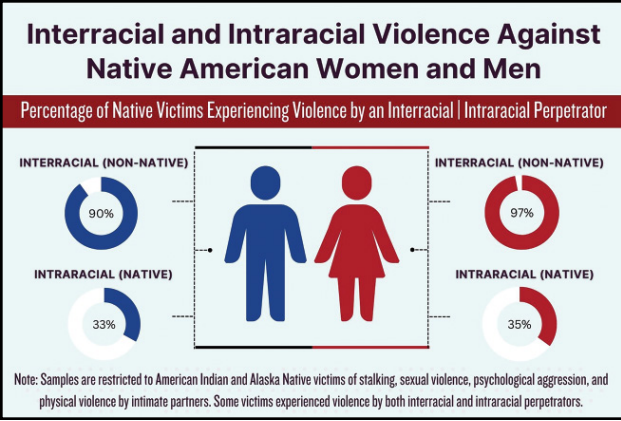 Interracial and Intraracial Violence Against
Native American Women and Men
Percentage of Native Victims Experiencing Violence by an Interracial | Intraracial Perpetrator
INTERRACIAL (NON-NATIVE)
90%
INTRARACIAL (NATIVE)
33%
INTERRACIAL (NON-NATIVE)
97%
INTRARACIAL (NATIVE)
35%
Note: Samples are restricted to American Indian and Alaska Native victims of stalking, sexual violence, psychological aggression, and
physical violence by intimate partners. Some victims experienced violence by both interracial and intraracial perpetrators.